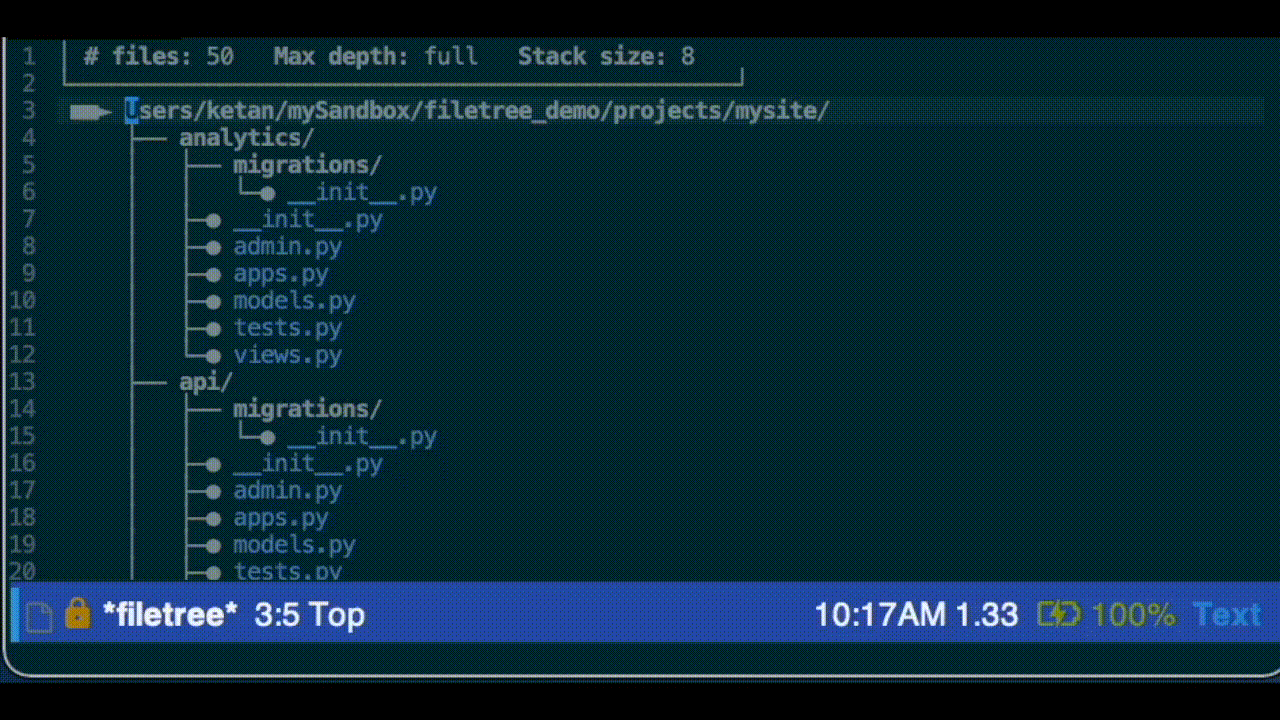 1 # files: 50 Max depth: full Stack size: 8
2
3 Users/ketan/mySandbox/filetree_demo/projects/mysite/
4 analytics/
5 migrations/
6 __init__.py
7 __init__.py
8 admin.py
9 apps.py
10 models.py
11 tests.py
12 views.py
13 api/
14 migrations/
15 __init__.py
16 __init__.py
17 admin.py
18 apps.py
19 models.py
20 tests.py
*filetree* 3:5 Top 10:17AM 1.33 100% Text